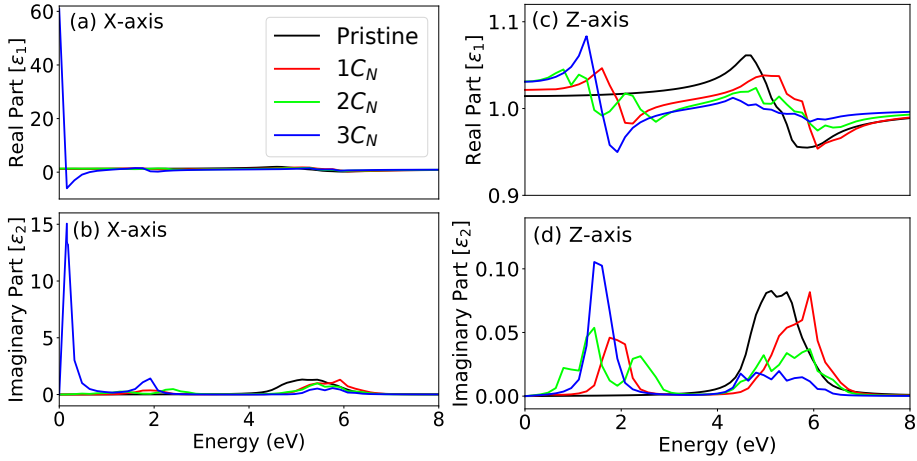 (a) X-axis
Real Part [ε₁]
60
40
20
0
Pristine
1C_N
2C_N
3C_N
(c) Z-axis
Real Part [ε₁]
1.1
1.0
0.9
(b) X-axis
Imaginary Part [ε₂]
15
10
5
0
0 2 4 6 8
Energy (eV)
(d) Z-axis
Imaginary Part [ε₂]
0.10
0.05
0.00
0 2 4 6 8
Energy (eV)